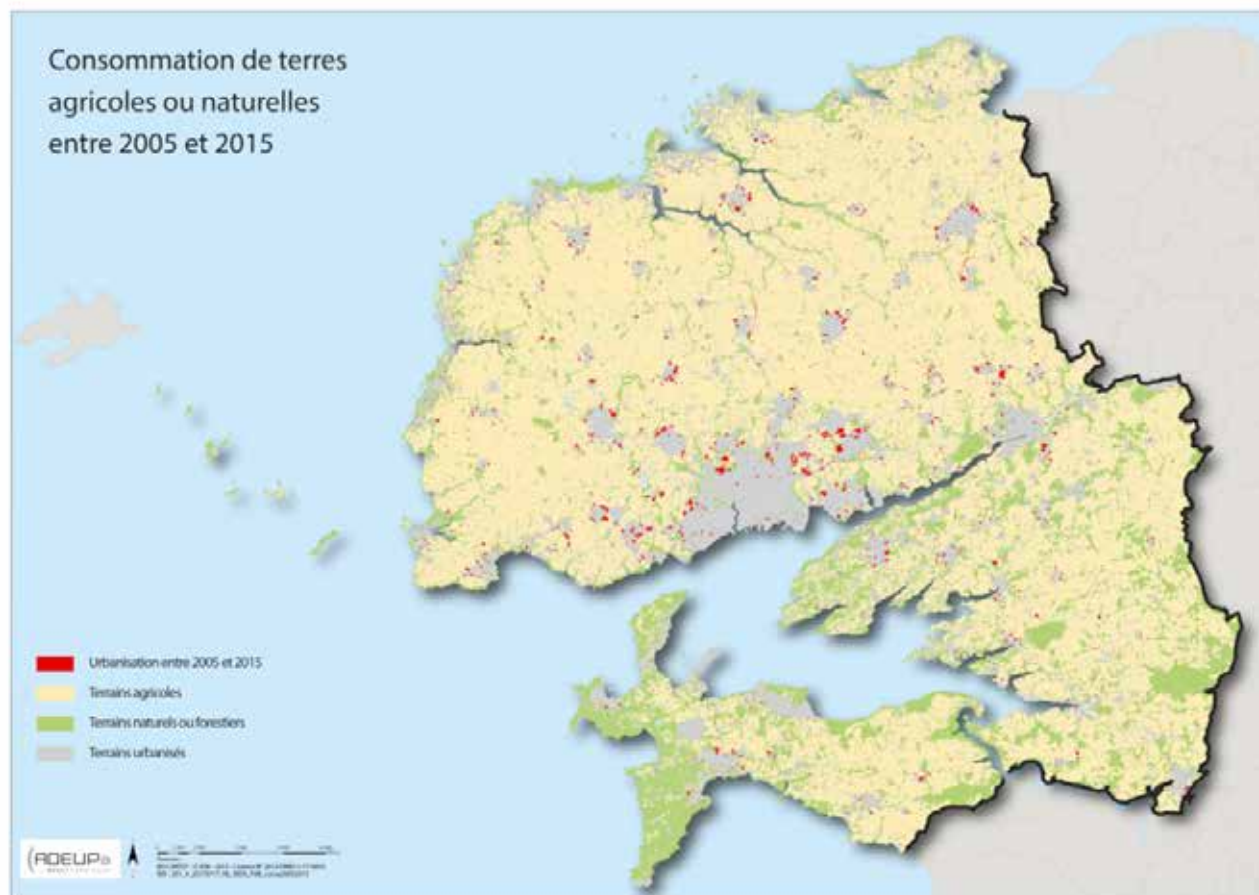 Consommation de terres
agricoles ou naturelles
entre 2005 et 2015
Urbanisation entre 2005 et 2015
Terrains agricoles
Terrains naturels ou forestiers
Terrains urbanisés
ADEUPa